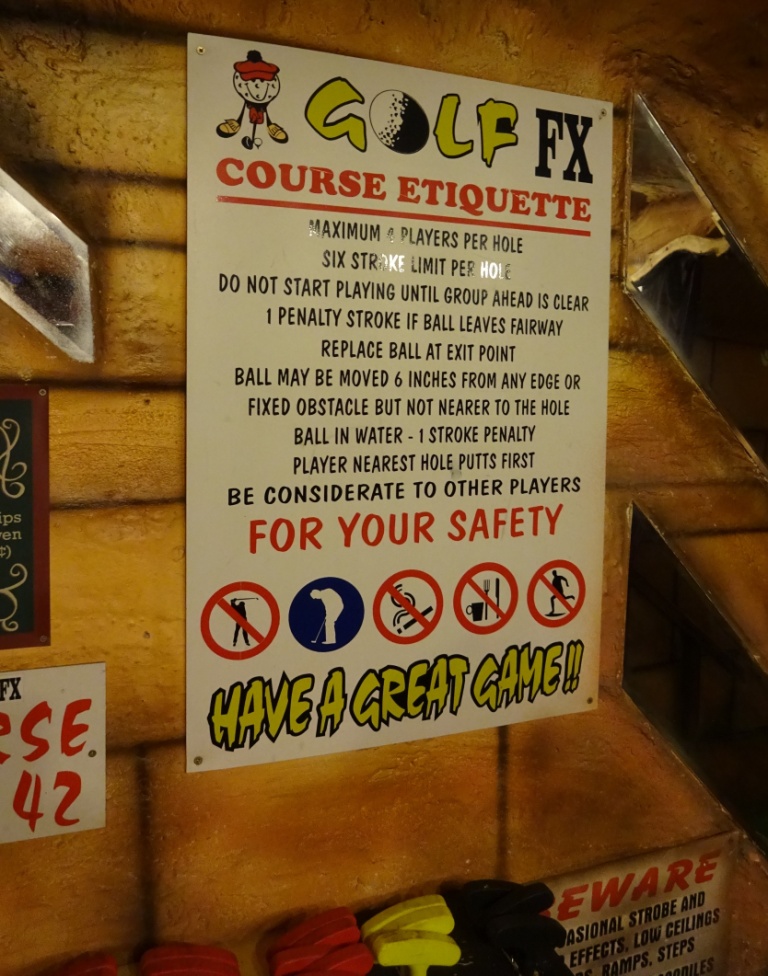 GOLF FX
COURSE ETIQUETTE
MAXIMUM 4 PLAYERS PER HOLE
SIX STROKE LIMIT PER HOLE
DO NOT START PLAYING UNTIL GROUP AHEAD IS CLEAR
1 PENALTY STROKE IF BALL LEAVES FAIRWAY
REPLACE BALL AT EXIT POINT
BALL MAY BE MOVED 6 INCHES FROM ANY EDGE OR
FIXED OBSTACLE BUT NOT NEARER TO THE HOLE
BALL IN WATER - 1 STROKE PENALTY
PLAYER NEAREST HOLE PUTTS FIRST
BE CONSIDERATE TO OTHER PLAYERS
FOR YOUR SAFETY
HAVE A GREAT GAME!!
ips
ven
¢)
FX
RSE
42
EWARE
ASIONAL STROBE AND
EFFECTS, LOW CEILINGS
RAMPS, STEPS